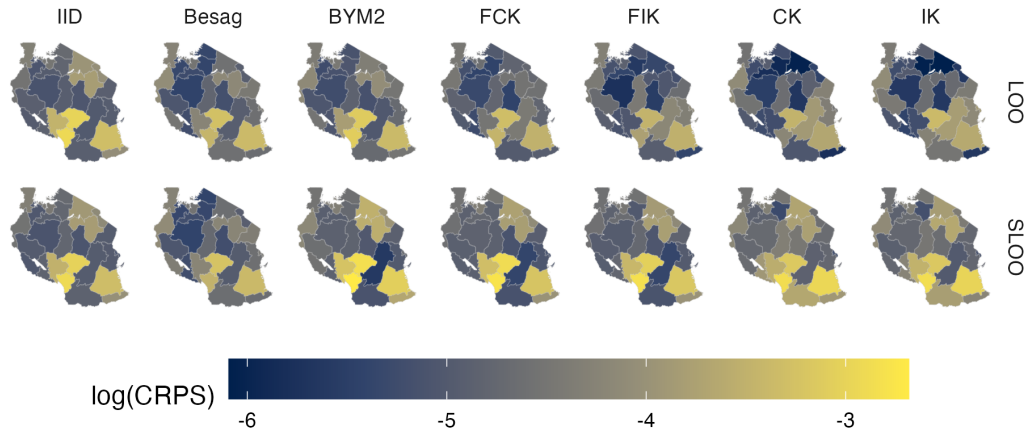 IID Besag BYM2 FCK FIK CK IK
LOO
SLOO
log(CRPS)
-6 -5 -4 -3